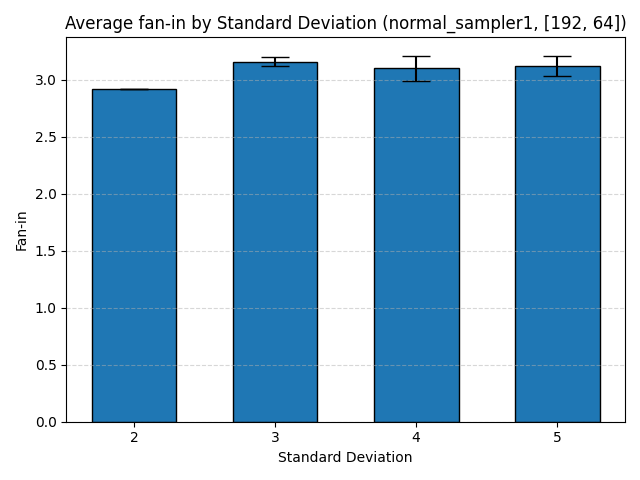 Average fan-in by Standard Deviation (normal_sampler1, [192, 64])
3.0
2.5
2.0
1.5
1.0
0.5
0.0
Fan-in
2 3 4 5
Standard Deviation